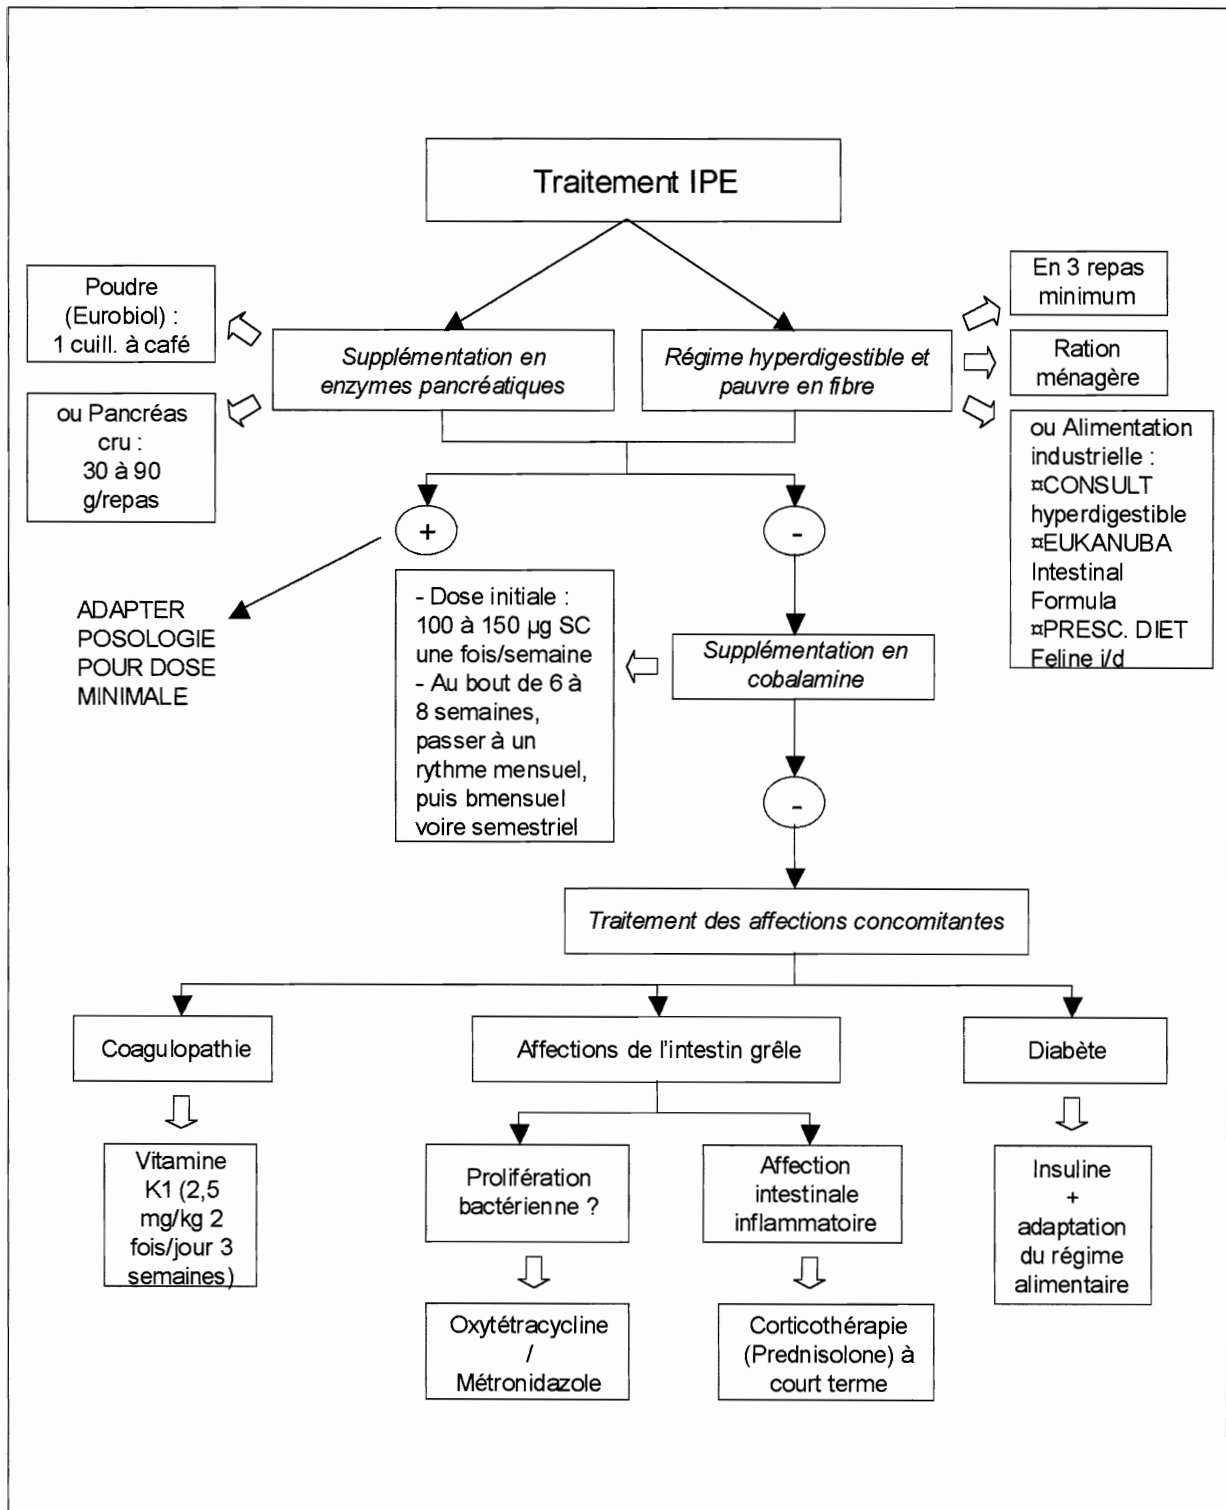 Traitement IPE
Poudre
(Eurobiol) :
1 cuill. à café
ou Pancréas
cru :
30 à 90
g/repas
Supplémentation en
enzymes pancréatiques
Régime hyperdigestible et
pauvre en fibre
En 3 repas
minimum
Ration
ménagère
ou Alimentation
industrielle :
¤CONSULT
hyperdigestible
¤EUKANUBA
Intestinal
Formula
¤PRESC. DIET
Feline i/d
+
-
ADAPTER
POSOLOGIE
POUR DOSE
MINIMALE
- Dose initiale :
100 à 150 µg SC
une fois/semaine
- Au bout de 6 à
8 semaines,
passer à un
rythme mensuel,
puis bmensuel
voire semestriel
Supplémentation en
cobalamine
-
Traitement des affections concomitantes
Coagulopathie
Affections de l'intestin grêle
Diabète
Vitamine
K1 (2,5
mg/kg 2
fois/jour 3
semaines)
Prolifération
bactérienne ?
Affection
intestinale
inflammatoire
Insuline
+
adaptation
du régime
alimentaire
Oxytétracycline
/
Métronidazole
Corticothérapie
(Prednisolone) à
court terme